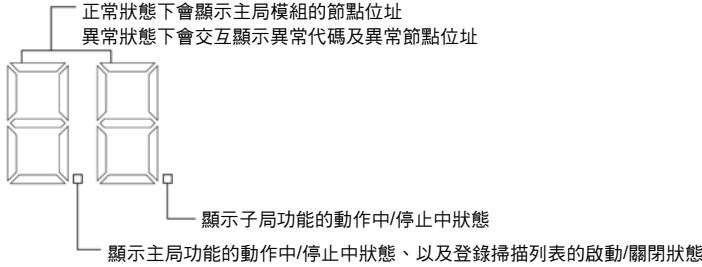 正常狀態下會顯示主局模組的節點位址
異常狀態下會交互顯示異常代碼及異常節點位址
顯示子局功能的動作中/停止中狀態
顯示主局功能的動作中/停止中狀態、以及登錄掃描列表的啟動/關閉狀態